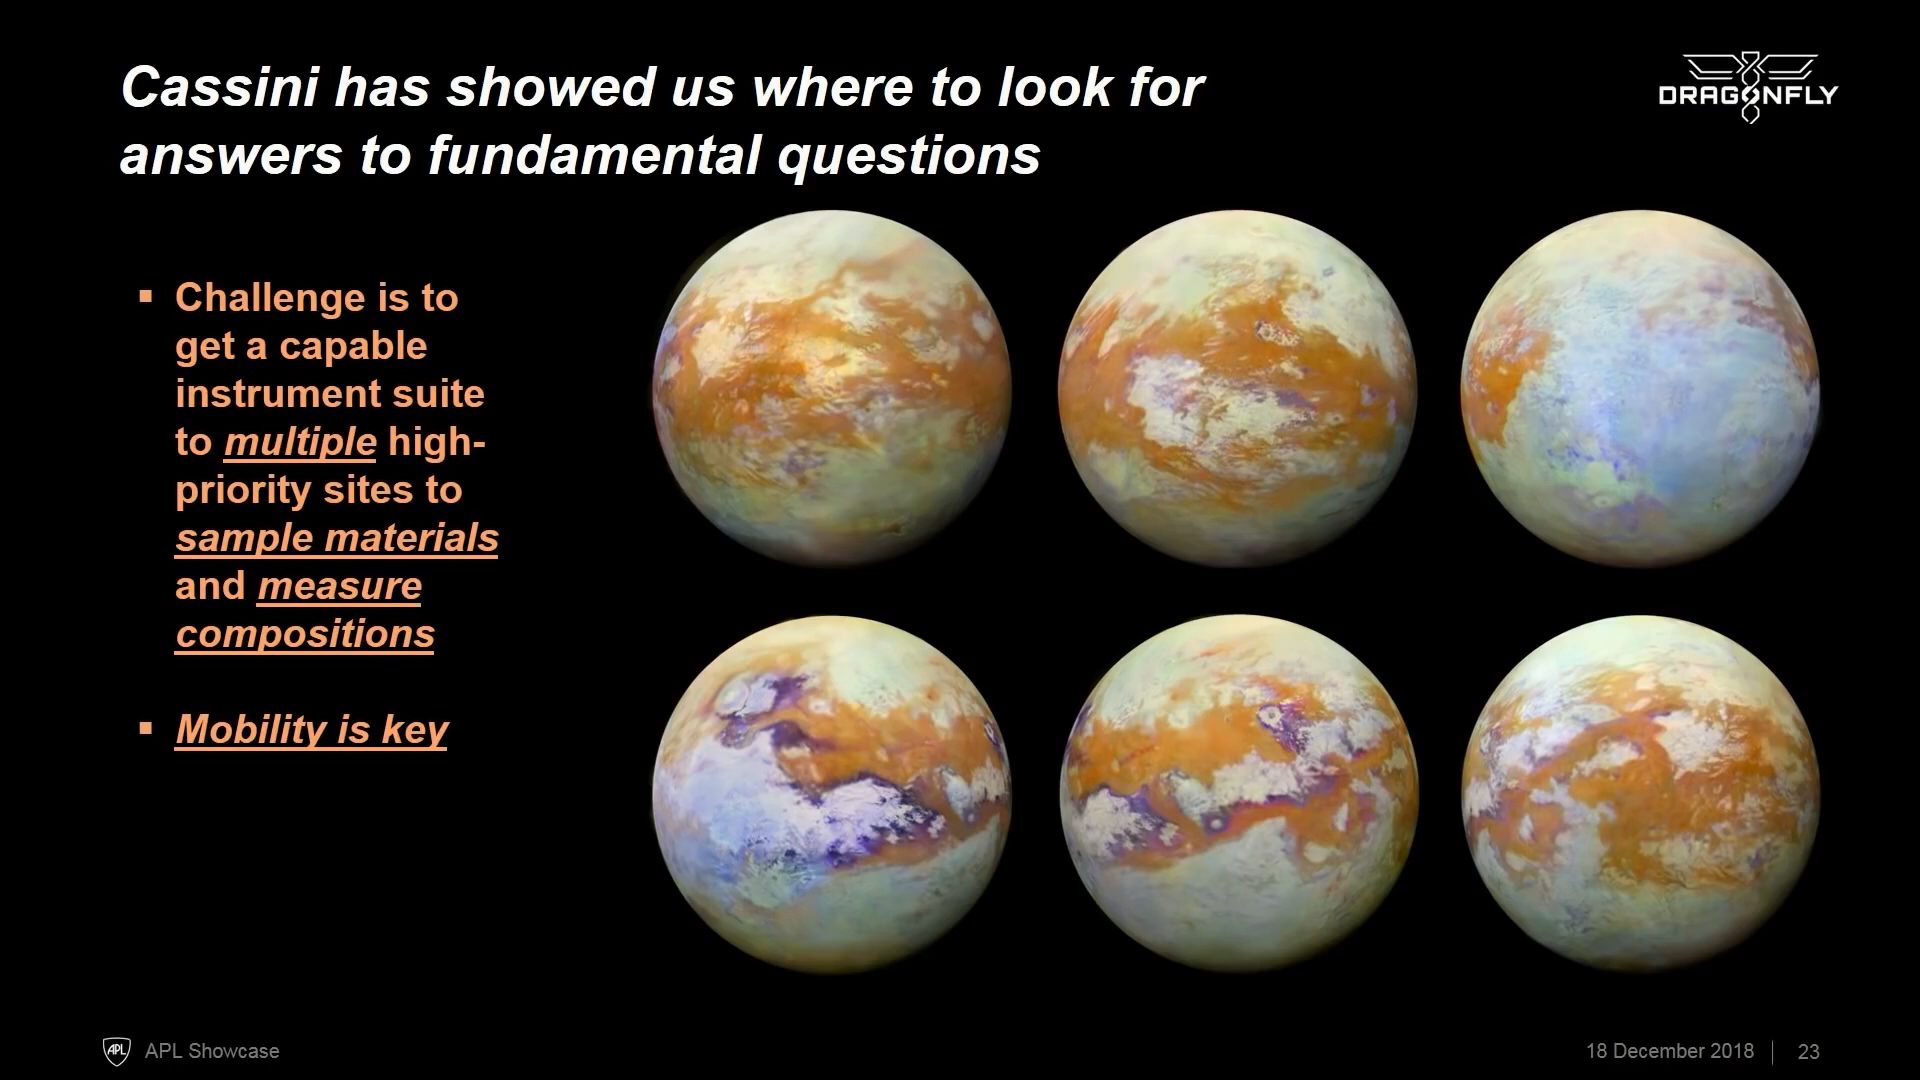 Cassini has showed us where to look for
answers to fundamental questions
DRAGONFLY
▪ Challenge is to
get a capable
instrument suite
to multiple high-
priority sites to
sample materials
and measure
compositions
▪ Mobility is key
APL APL Showcase
18 December 2018 | 23